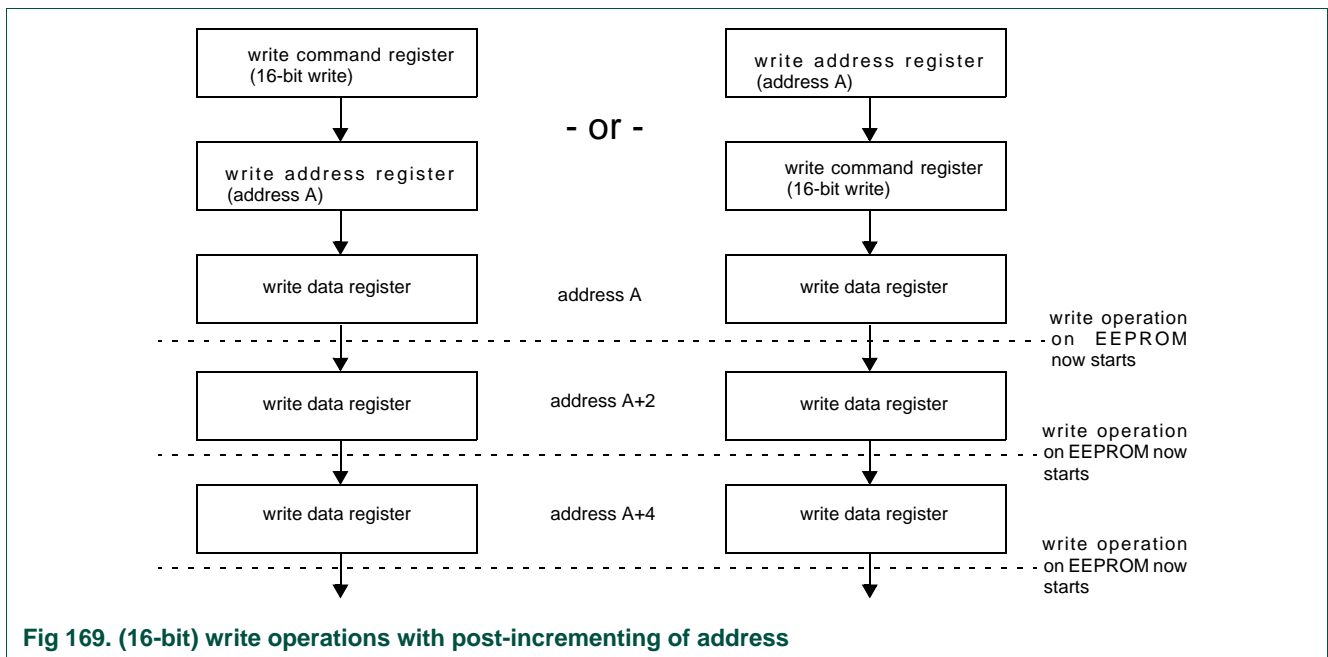 write command register
(16-bit write)
write address register
(address A)
- or -
write address register
(address A)
write command register
(16-bit write)
write data register
address A
write data register
write operation
on EEPROM
now starts
write data register
address A+2
write data register
write operation
on EEPROM now
starts
write data register
address A+4
write data register
write operation
on EEPROM now
starts
Fig 169. (16-bit) write operations with post-incrementing of address